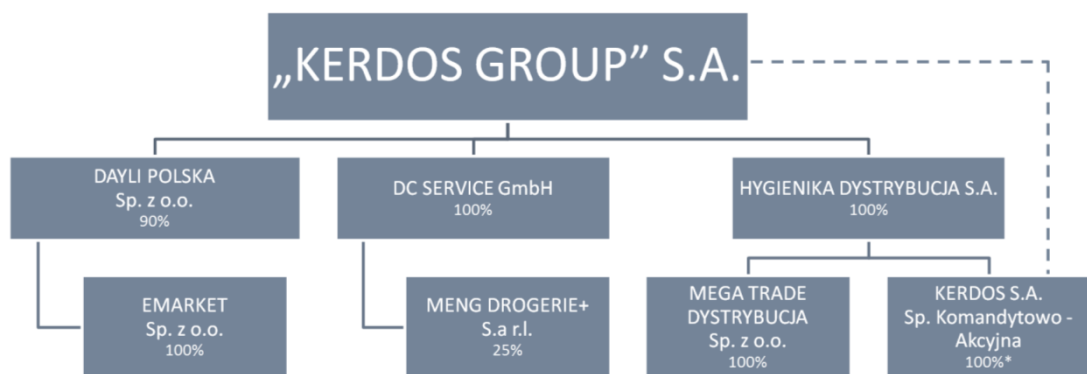 „KERDOS GROUP” S.A.
DAYLI POLSKA
Sp. z o.o.
90%
DC SERVICE GmbH
100%
HYGIENIKA DYSTRYBUCJA S.A.
100%
EMARKET
Sp. z o.o.
100%
MENG DROGERIE+
S.a r.l.
25%
MEGA TRADE
DYSTRYBUCJA
Sp. z o.o.
100%
KERDOS S.A.
Sp. Komandytowo -
Akcyjna
100%*